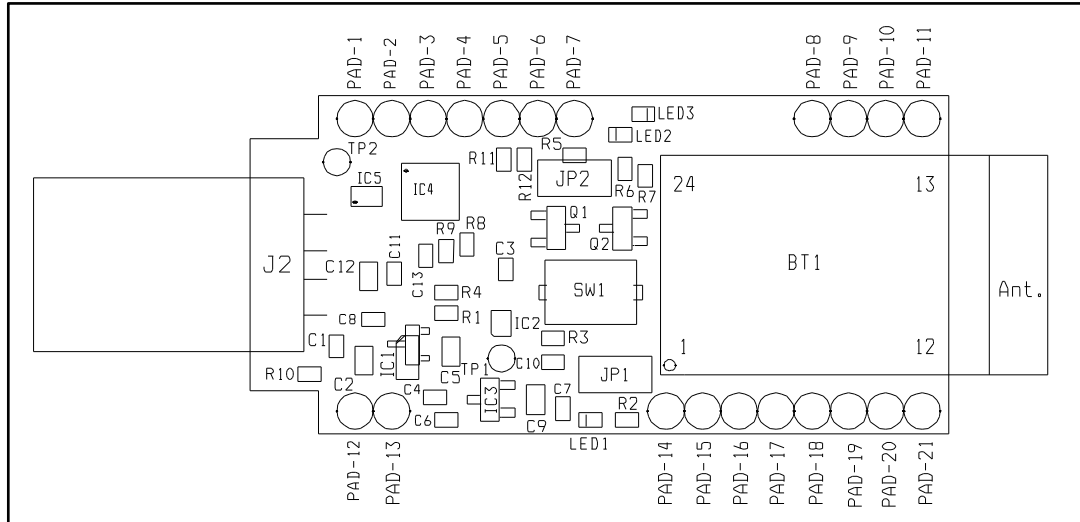 PAD-1
PAD-2
PAD-3
PAD-4
PAD-5
PAD-6
PAD-7
PAD-8
PAD-9
PAD-10
PAD-11
LED3
LED2
TP2
R11
R12
R5
JP2
R6
R7
IC5
IC4
24
13
Q1
Q2
R9
R8
C11
C13
C12
C3
J2
BT1
SW1
Ant.
R4
R1
C8
IC2
R3
C1
IC1
C5
TP1
C10
1
12
R10
C2
C4
IC3
JP1
C6
C9
C7
LED1
R2
PAD-12
PAD-13
PAD-14
PAD-15
PAD-16
PAD-17
PAD-18
PAD-19
PAD-20
PAD-21